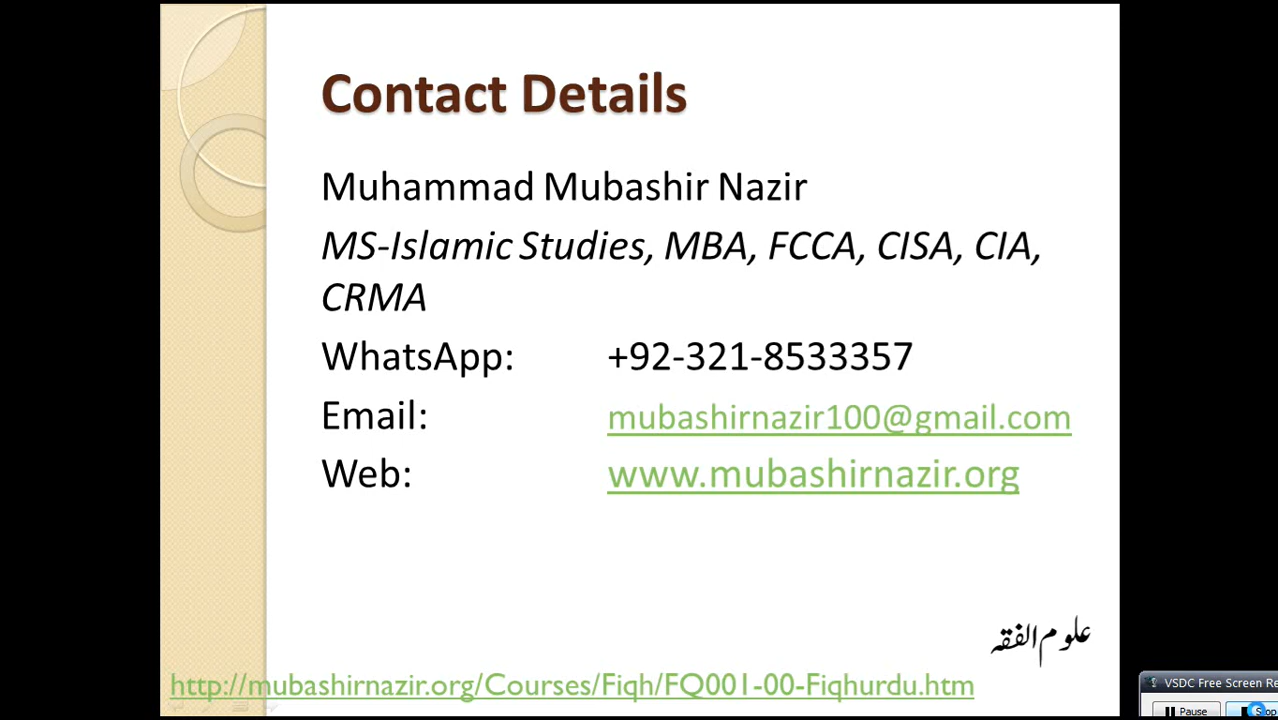 Contact Details
Muhammad Mubashir Nazir
MS-Islamic Studies, MBA, FCCA, CISA, CIA,
CRMA
WhatsApp: +92-321-8533357
Email: mubashirnazir100@gmail.com
Web: www.mubashirnazir.org
علوم الفقہ
http://mubashirnazir.org/Courses/Fiqh/FQ001-00-Fiqhurdu.htm
VSDC Free Screen Re
Pause Stop